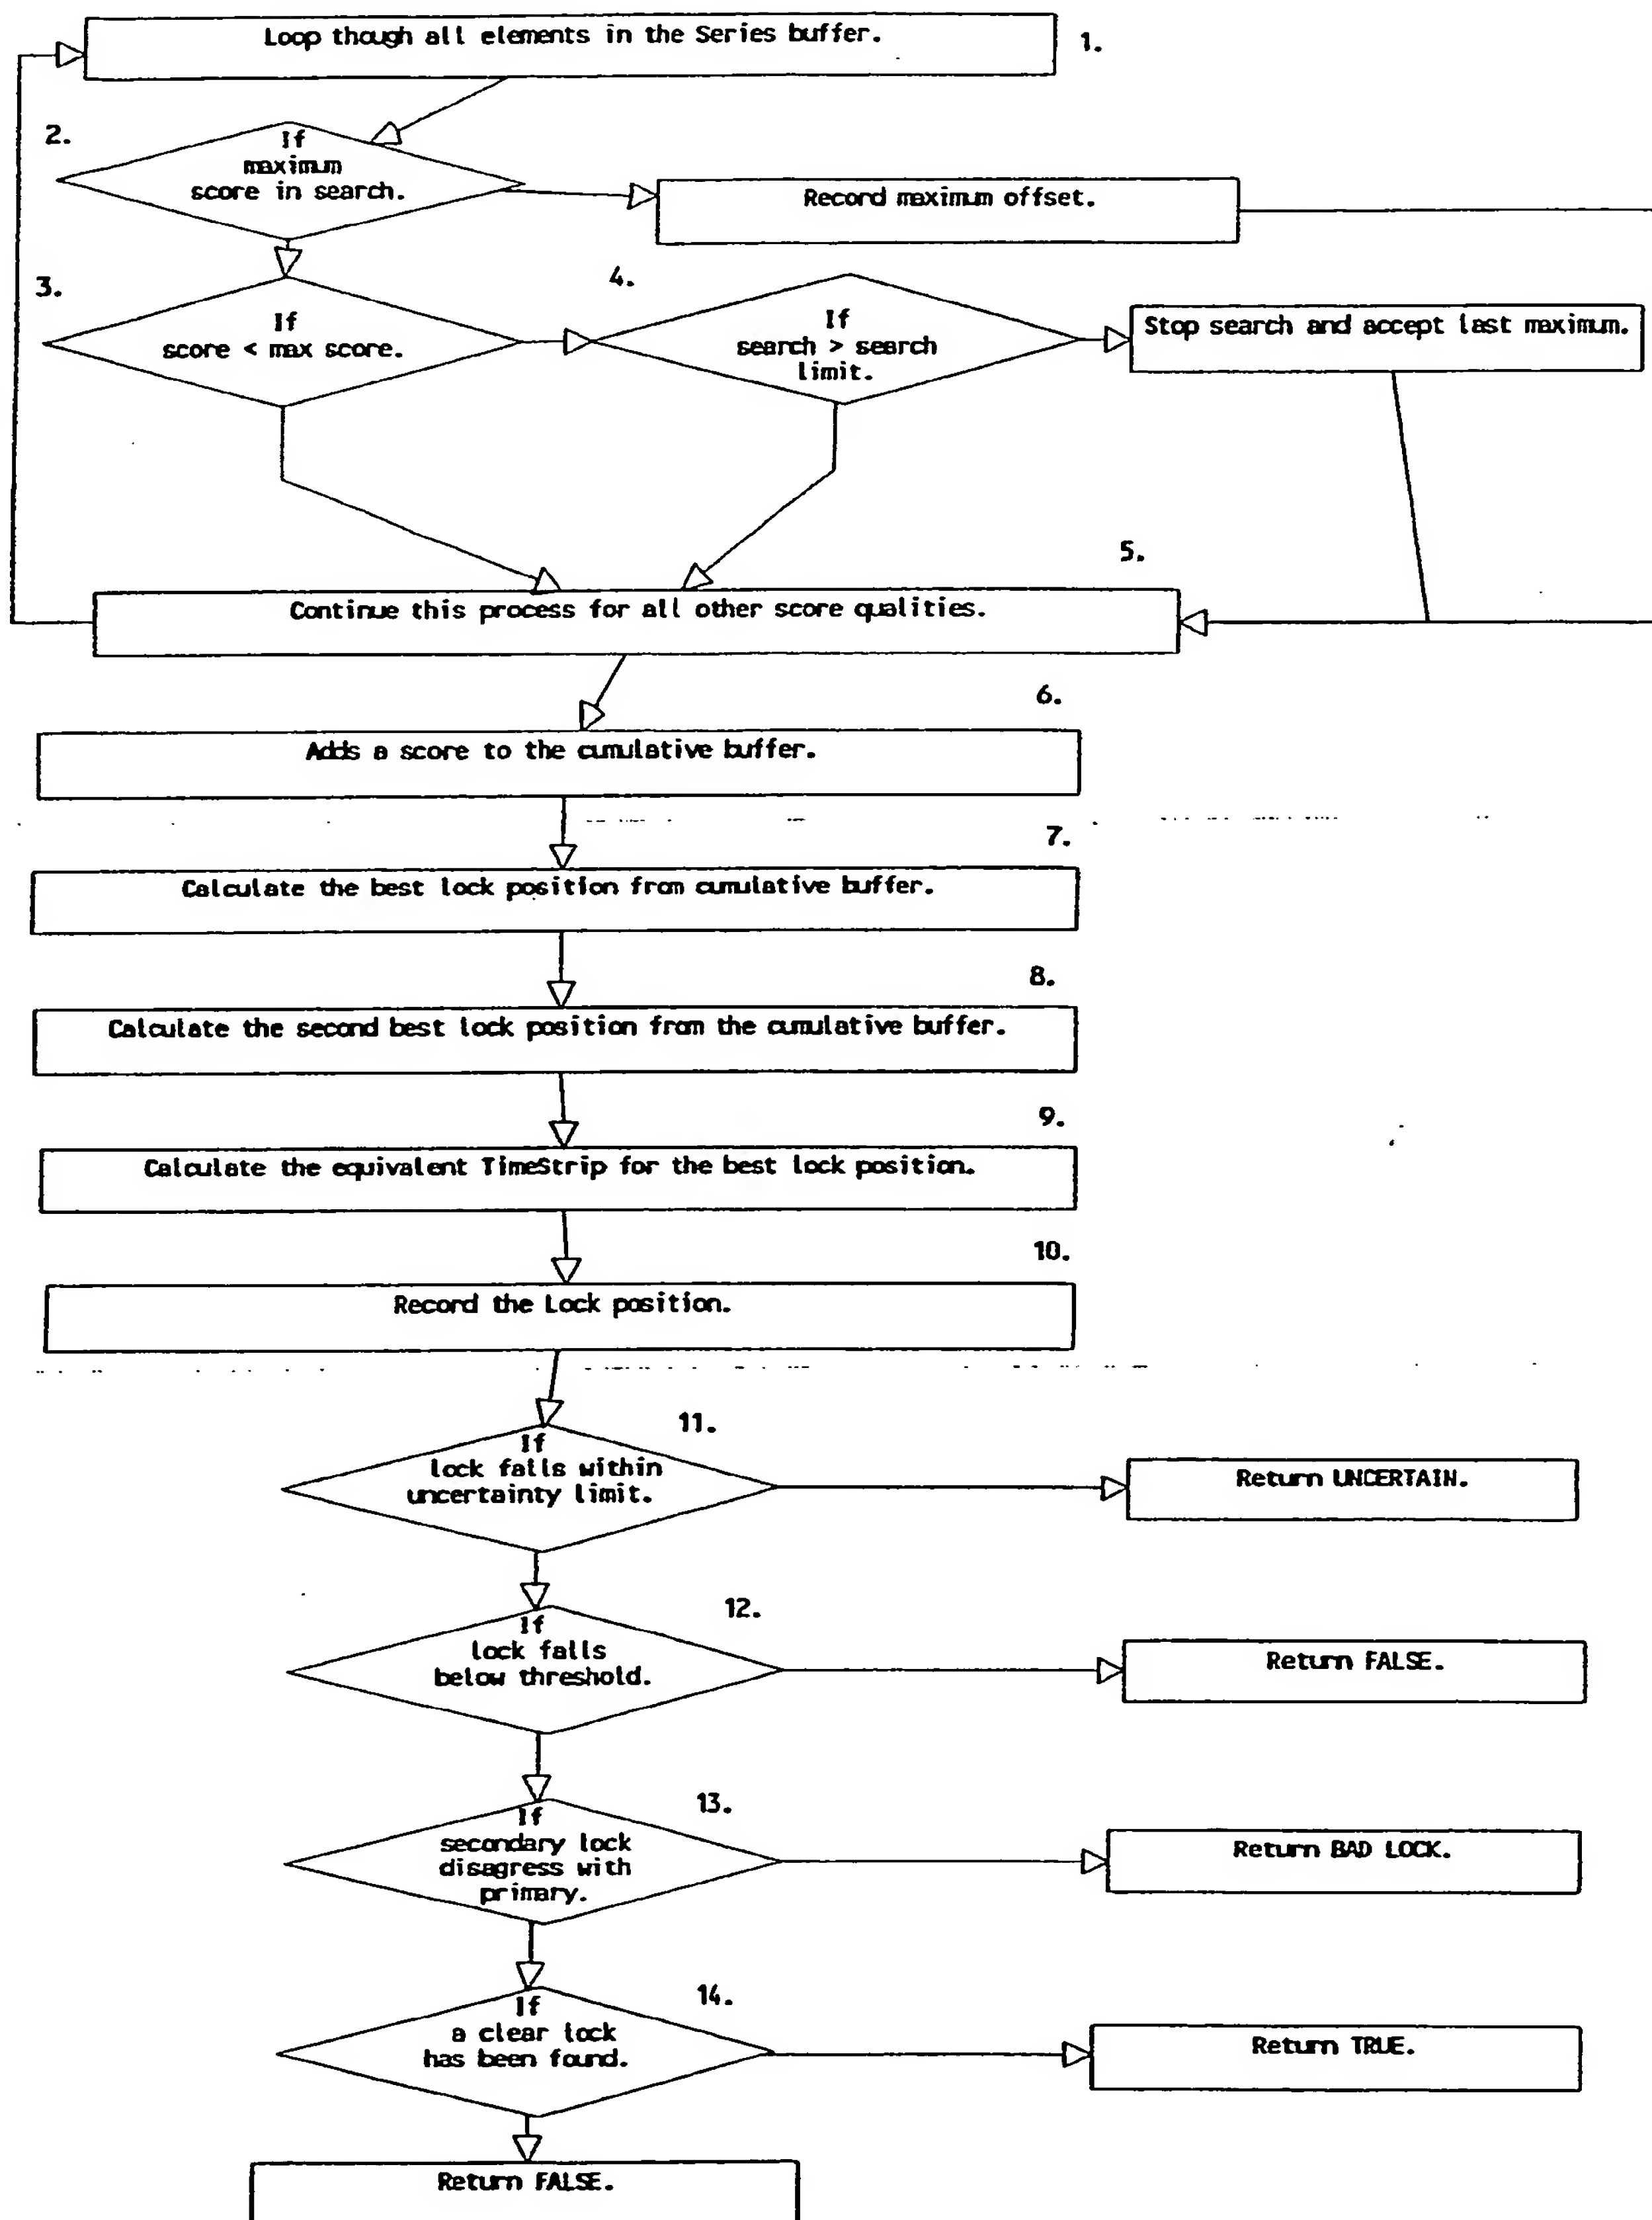 Loop though all elements in the Series buffer.
1.
2.
If
maximum
score in search.
Record maximum offset.
3.
If
score < max score.
4.
If
search > search
limit.
Stop search and accept last maximum.
5.
Continue this process for all other score qualities.
6.
Adds a score to the cumulative buffer.
7.
Calculate the best lock position from cumulative buffer.
8.
Calculate the second best lock position from the cumulative buffer.
9.
Calculate the equivalent TimeStrip for the best lock position.
10.
Record the Lock position.
11.
If
lock falls within
uncertainty limit.
Return UNCERTAIN.
12.
If
lock falls
below threshold.
Return FALSE.
13.
If
secondary lock
disagress with
primary.
Return BAD LOCK.
14.
If
a clear lock
has been found.
Return TRUE.
Return FALSE.